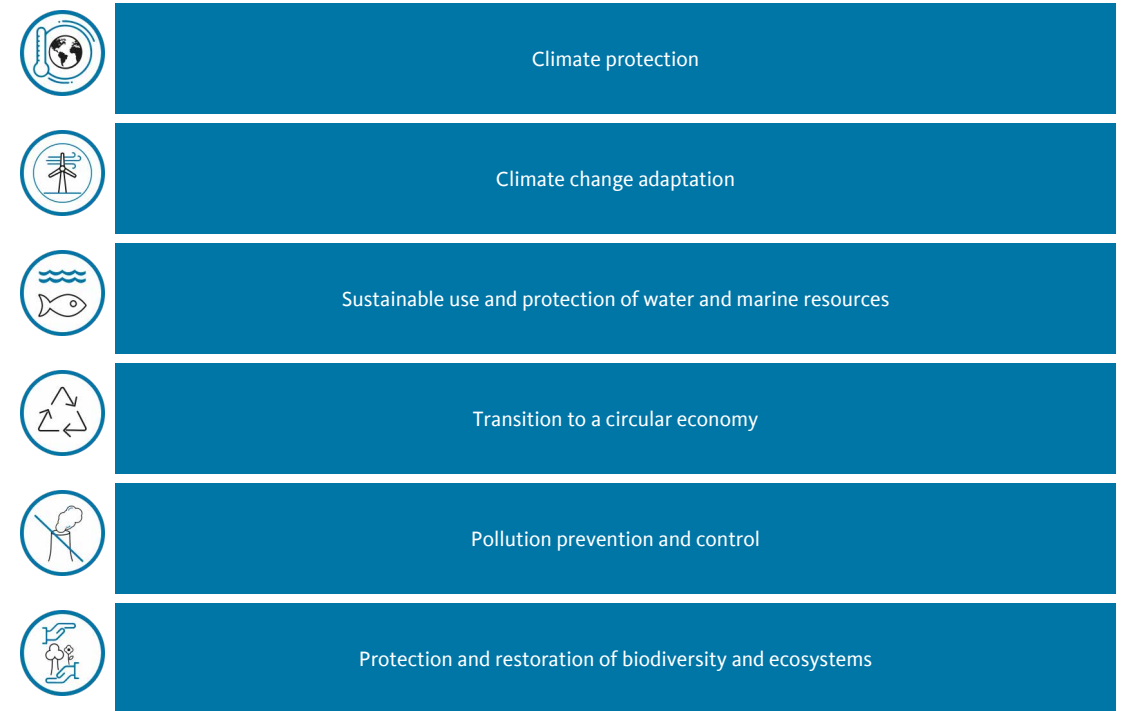 Climate protection
Climate change adaptation
Sustainable use and protection of water and marine resources
Transition to a circular economy
Pollution prevention and control
Protection and restoration of biodiversity and ecosystems